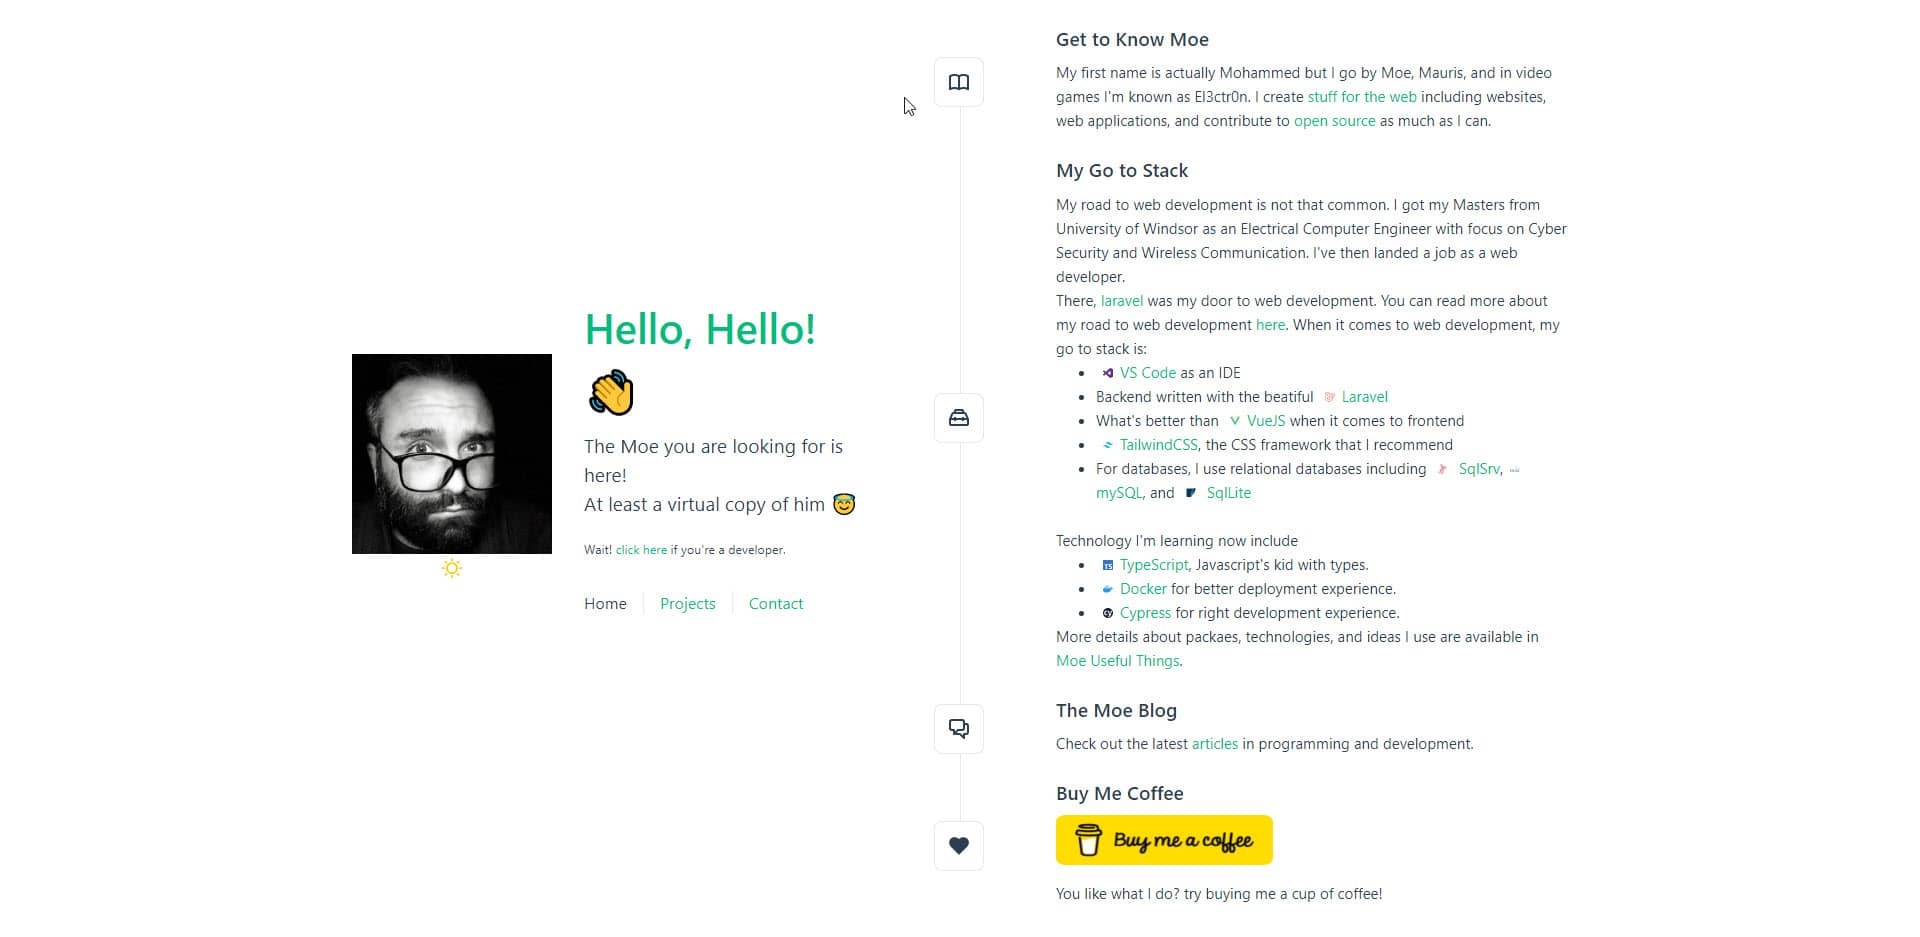 Hello, Hello!
The Moe you are looking for is
here!
At least a virtual copy of him
Wait! click here if you're a developer.
Home
Projects
Contact
Get to Know Moe
My first name is actually Mohammed but I go by Moe, Mauris, and in video
games I'm known as El3ctr0n. I create stuff for the web including websites,
web applications, and contribute to open source as much as I can.
My Go to Stack
My road to web development is not that common. I got my Masters from
University of Windsor as an Electrical Computer Engineer with focus on Cyber
Security and Wireless Communication. I've then landed a job as a web
developer.
There, laravel was my door to web development. You can read more about
my road to web development here. When it comes to web development, my
go to stack is:
VS Code as an IDE
Backend written with the beatiful Laravel
What's better than VueJS when it comes to frontend
TailwindCSS, the CSS framework that I recommend
For databases, I use relational databases including SqlSrv,
mySQL, and SqlLite
Technology I'm learning now include
TypeScript, Javascript's kid with types.
Docker for better deployment experience.
Cypress for right development experience.
More details about packaes, technologies, and ideas I use are available in
Moe Useful Things.
The Moe Blog
Check out the latest articles in programming and development.
Buy Me Coffee
Buy me a coffee
You like what I do? try buying me a cup of coffee!